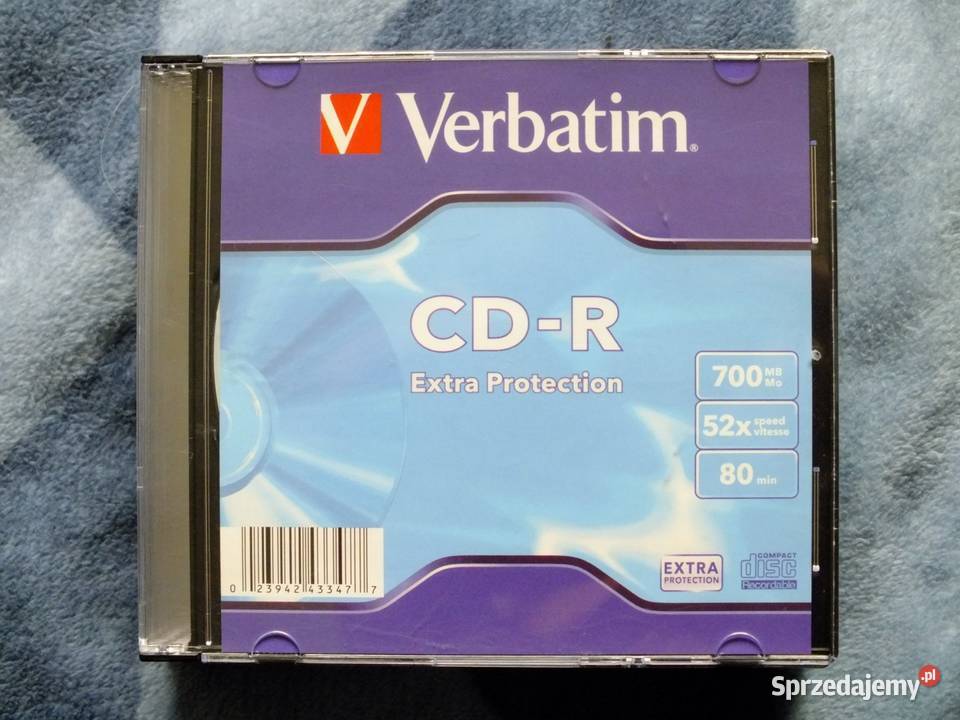 V Verbatim®
CD-R
Extra Protection
700 MB Mo
52x speed vitesse
80 min
0 23942 43347 7
EXTRA PROTECTION
COMPACT
disc
Recordable
Sprzedajemy.pl